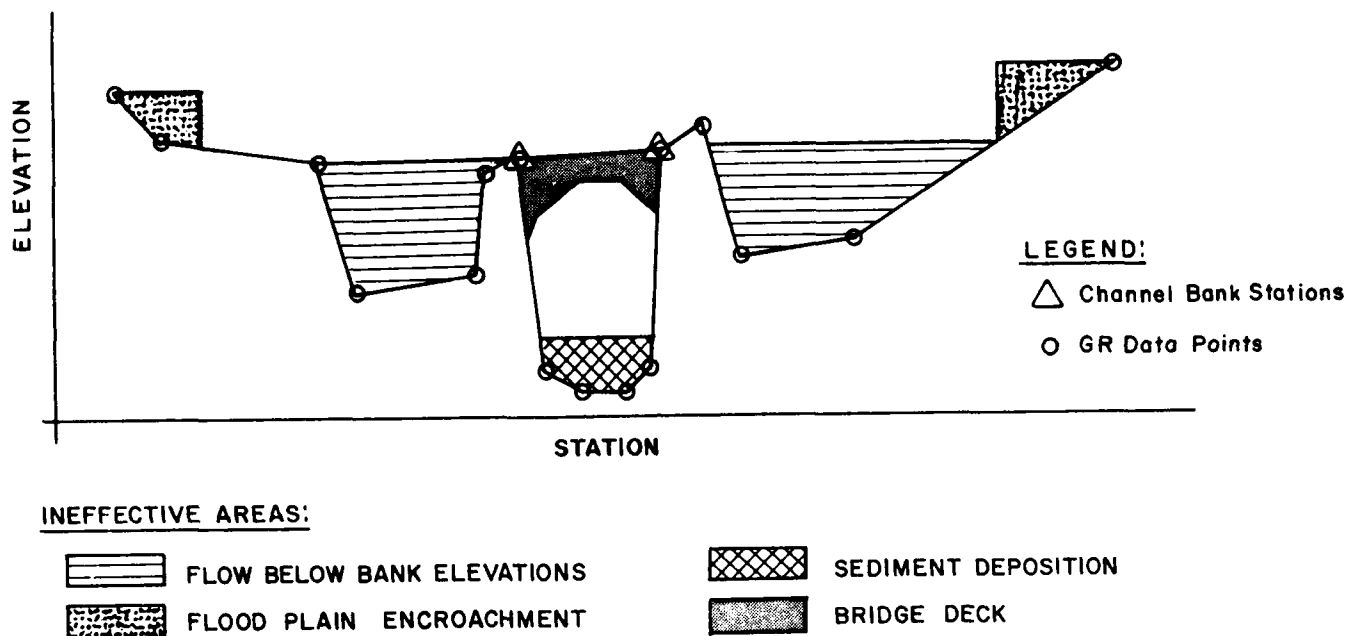 ELEVATION
LEGEND:
Channel Bank Stations
GR Data Points
STATION
INEFFECTIVE AREAS:
FLOW BELOW BANK ELEVATIONS
SEDIMENT DEPOSITION
FLOOD PLAIN ENCROACHMENT
BRIDGE DECK